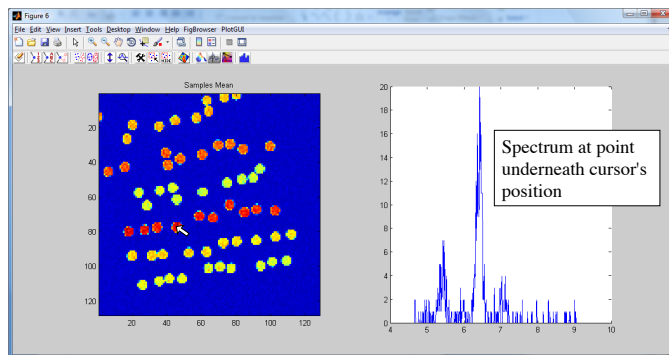 Figure 6
File Edit View Insert Tools Desktop Window Help FigBrowser PlotGUI
Samples Mean
20
40
60
80
100
120
20 40 60 80 100 120
20
18
16
14
12
10
8
6
4
2
0
4 5 6 7 8 9 10
Spectrum at point
underneath cursor's
position